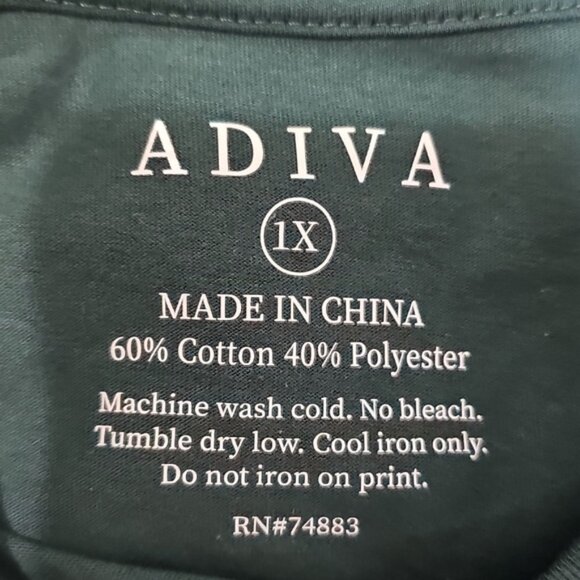 ADIVA
1X
MADE IN CHINA
60% Cotton 40% Polyester
Machine wash cold. No bleach.
Tumble dry low. Cool iron only.
Do not iron on print.
RN#74883